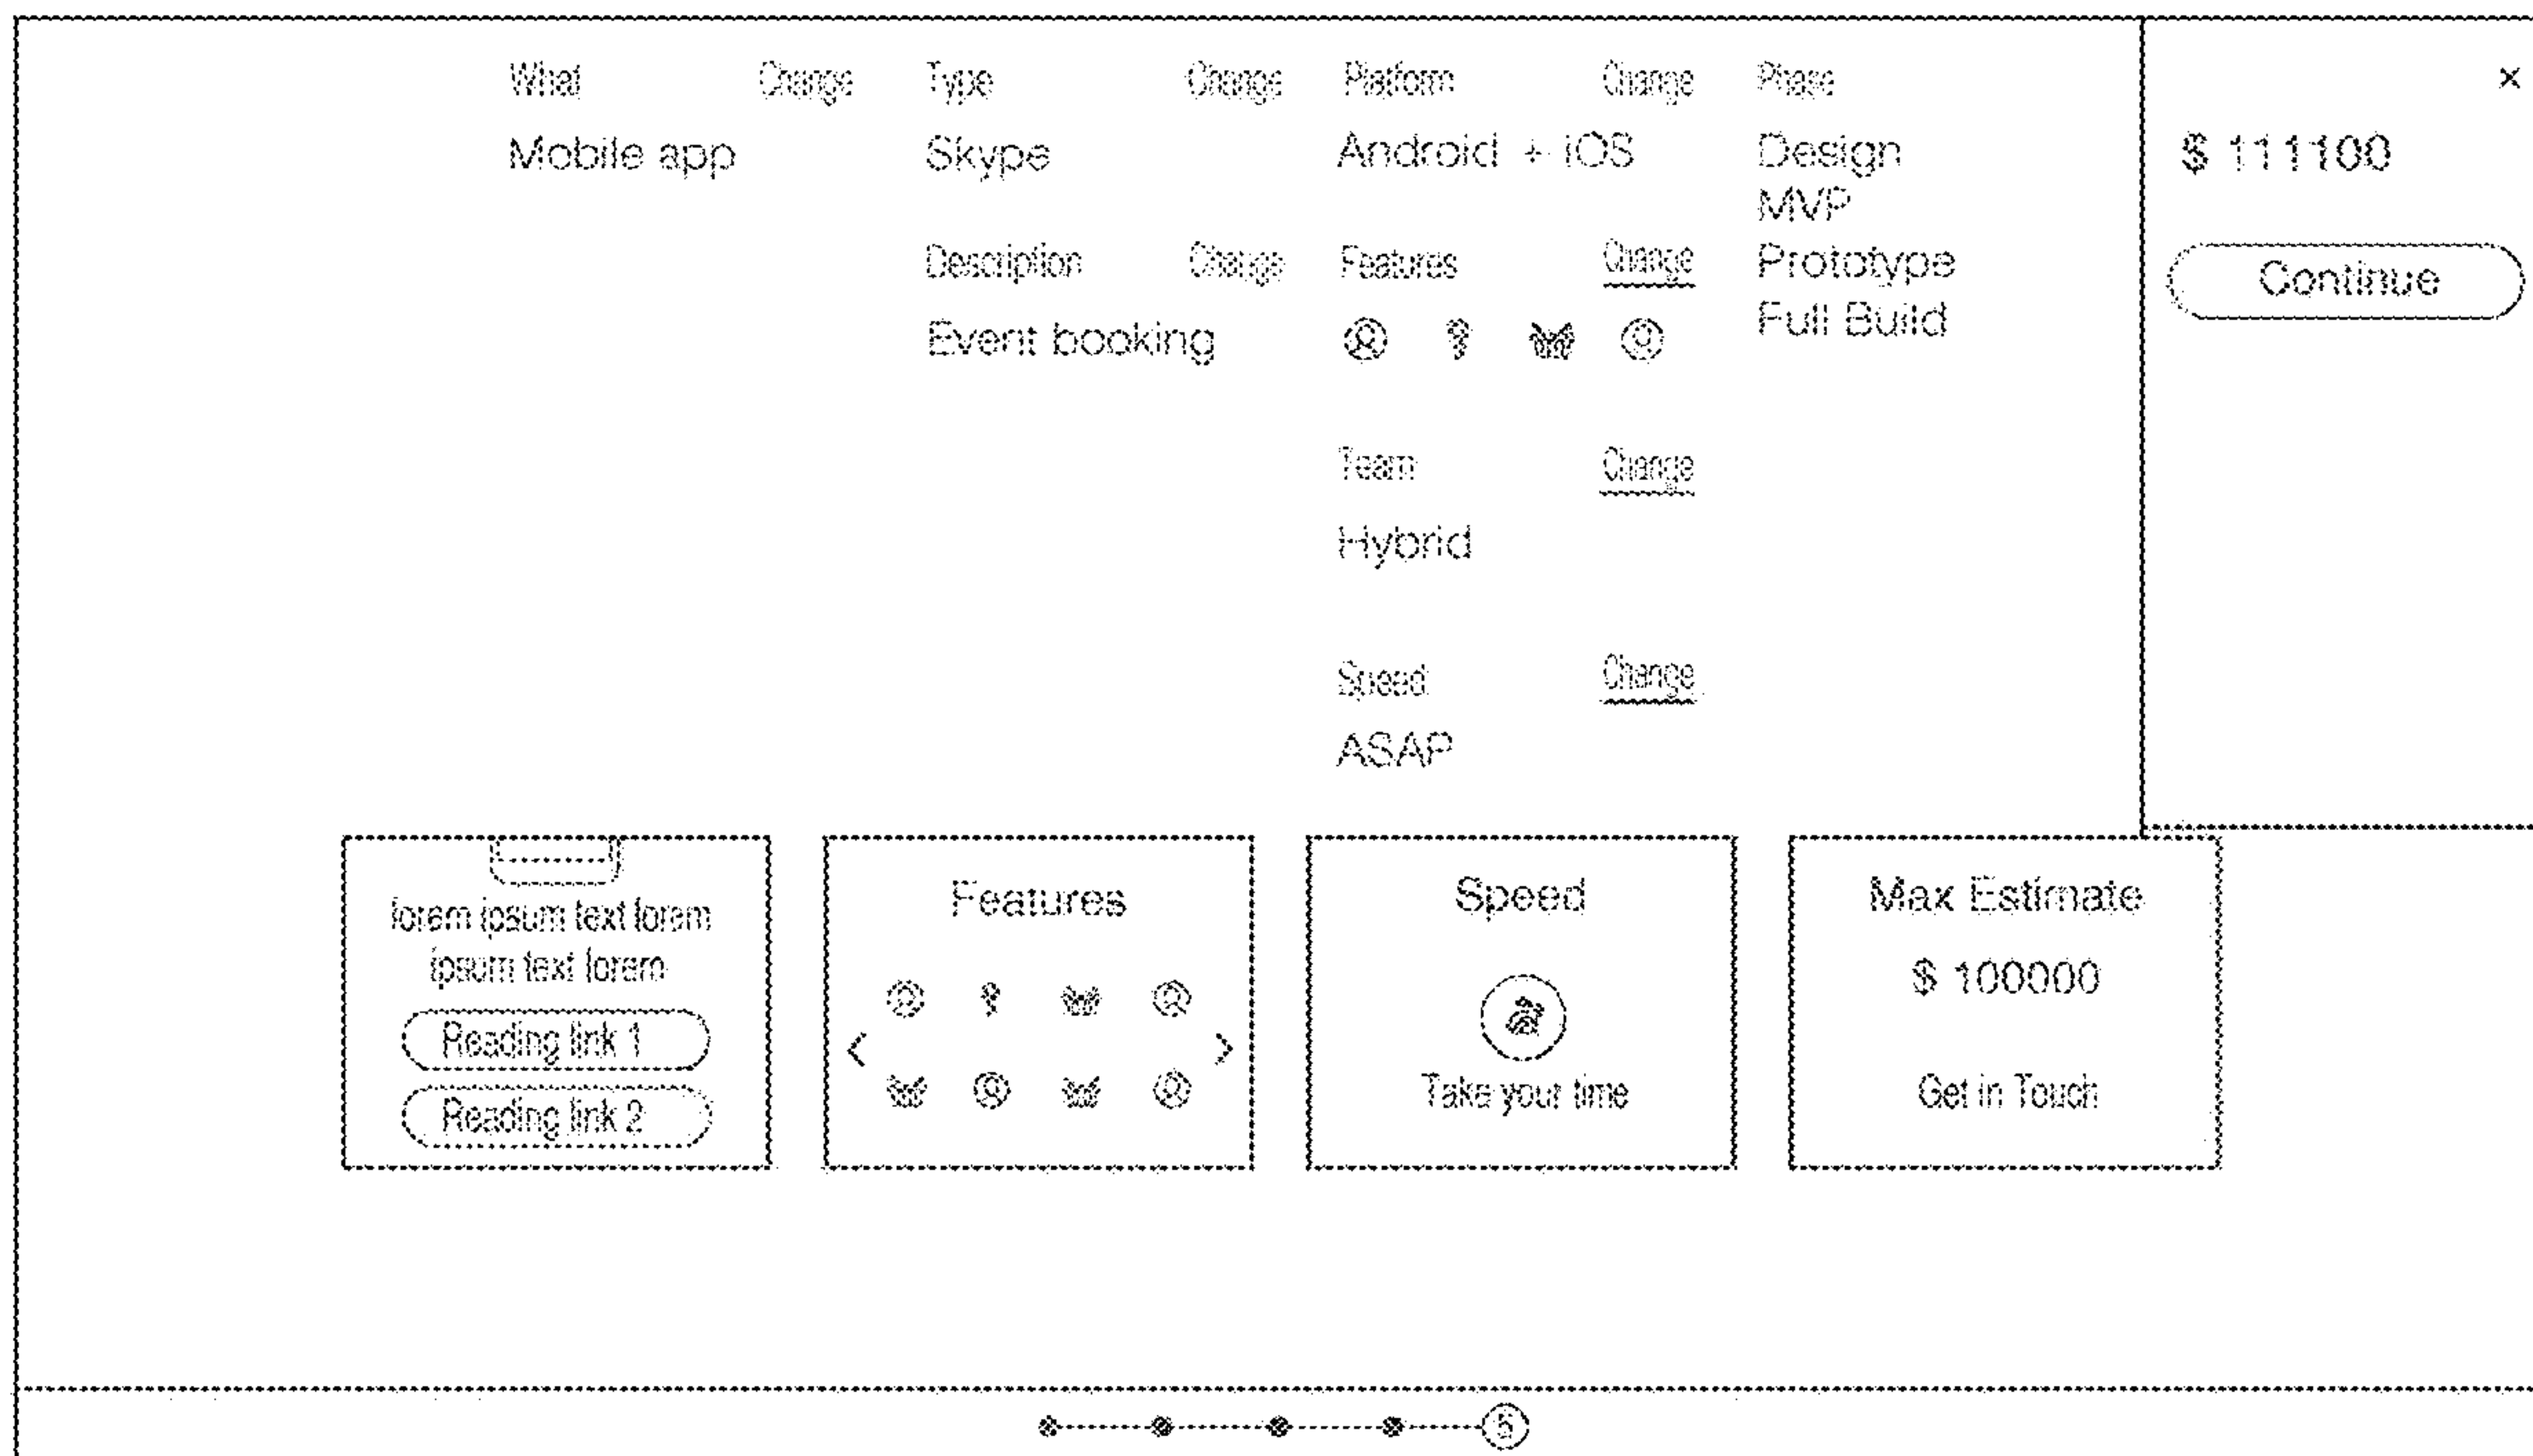 What Change Type Change Platform Change Phase ×
Mobile app Skype Android + iOS Design $ 111100
MVP
Description Change Features Change Prototype Continue
Event booking Full Build
Team Change
Hybrid
Speed Change
ASAP
lorem ipsum text lorem
ipsum text lorem
Reading link 1
Reading link 2
Features
< >
Speed
Take your time
Max Estimate
$ 100000
Get in Touch
5